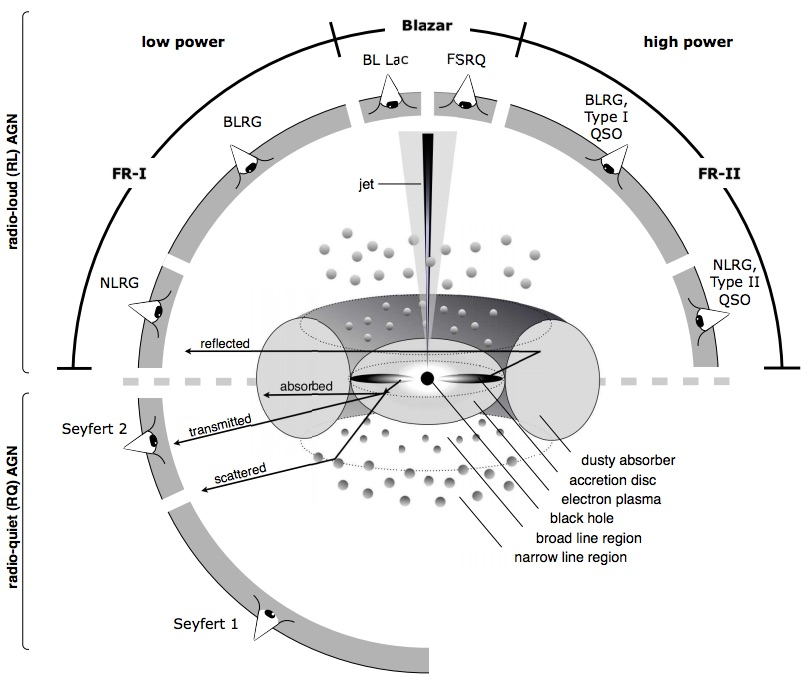 Blazar
low power
high power
BL Lac
FSRQ
BLRG
BLRG,
Type I
QSO
radio-loud (RL) AGN
FR-I
FR-II
jet
NLRG
NLRG,
Type II
QSO
reflected
absorbed
Seyfert 2
transmitted
scattered
dusty absorber
accretion disc
electron plasma
black hole
broad line region
narrow line region
radio-quiet (RQ) AGN
Seyfert 1